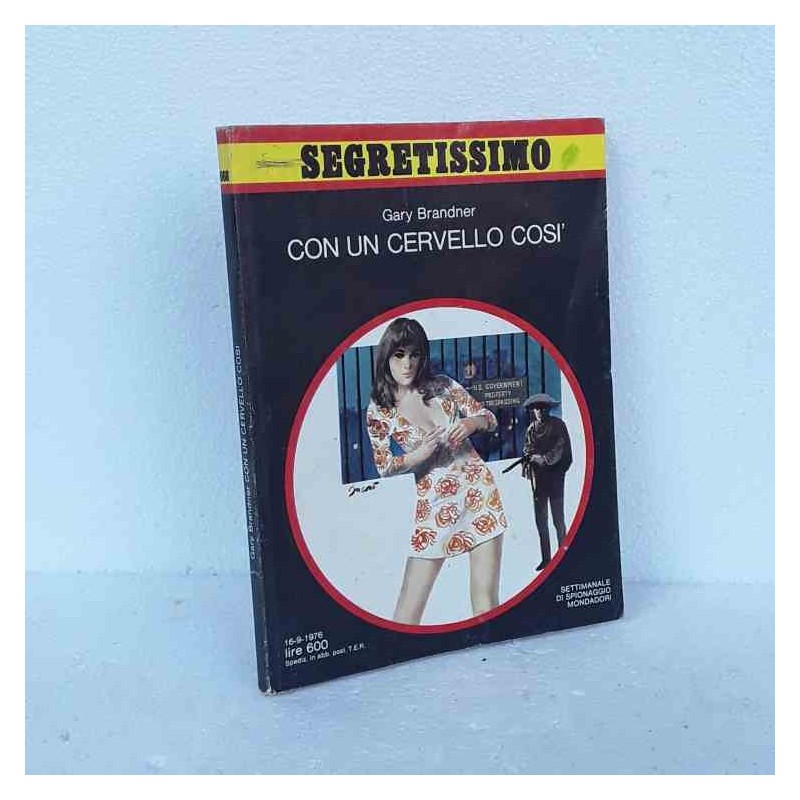 SEGRETISSIMO
Gary Brandner
CON UN CERVELLO COSI'
U.S. GOVERNMENT
PROPERTY
NO TRESPASSING
SETTIMANALE
DI SPIONAGGIO
MONDADORI
16-9-1976
lire 600
Spediz. in abb. post. T.E.R.
Gary Brandner CON UN CERVELLO COSI'